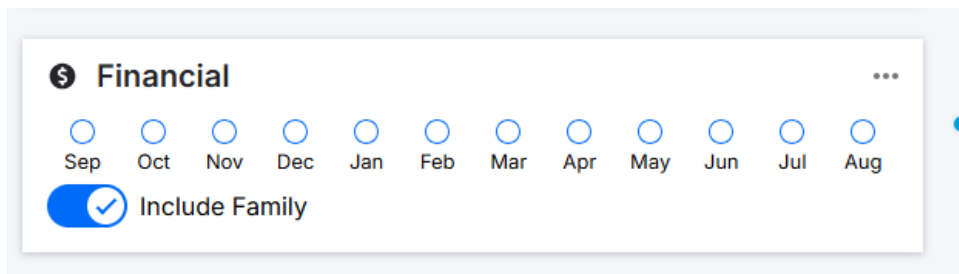 Financial
Sep Oct Nov Dec Jan Feb Mar Apr May Jun Jul Aug
Include Family